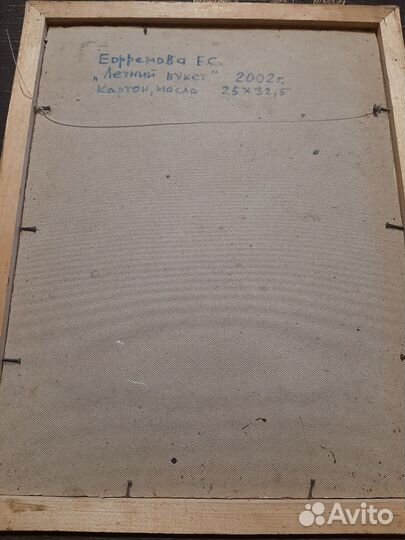 Ефремова Е.С.
„Летний букет" 2002г.
Картон, масло 25×32,5
Avito